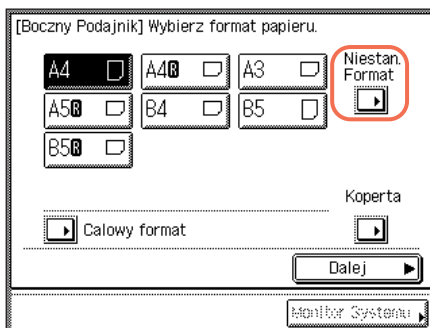 [Boczny Podajnik] Wybierz format papieru.
A4 A4R A3 Niestan. Format
A5R B4 B5
B5R
Koperta
Calowy format
Dalej
Monitor Systemu